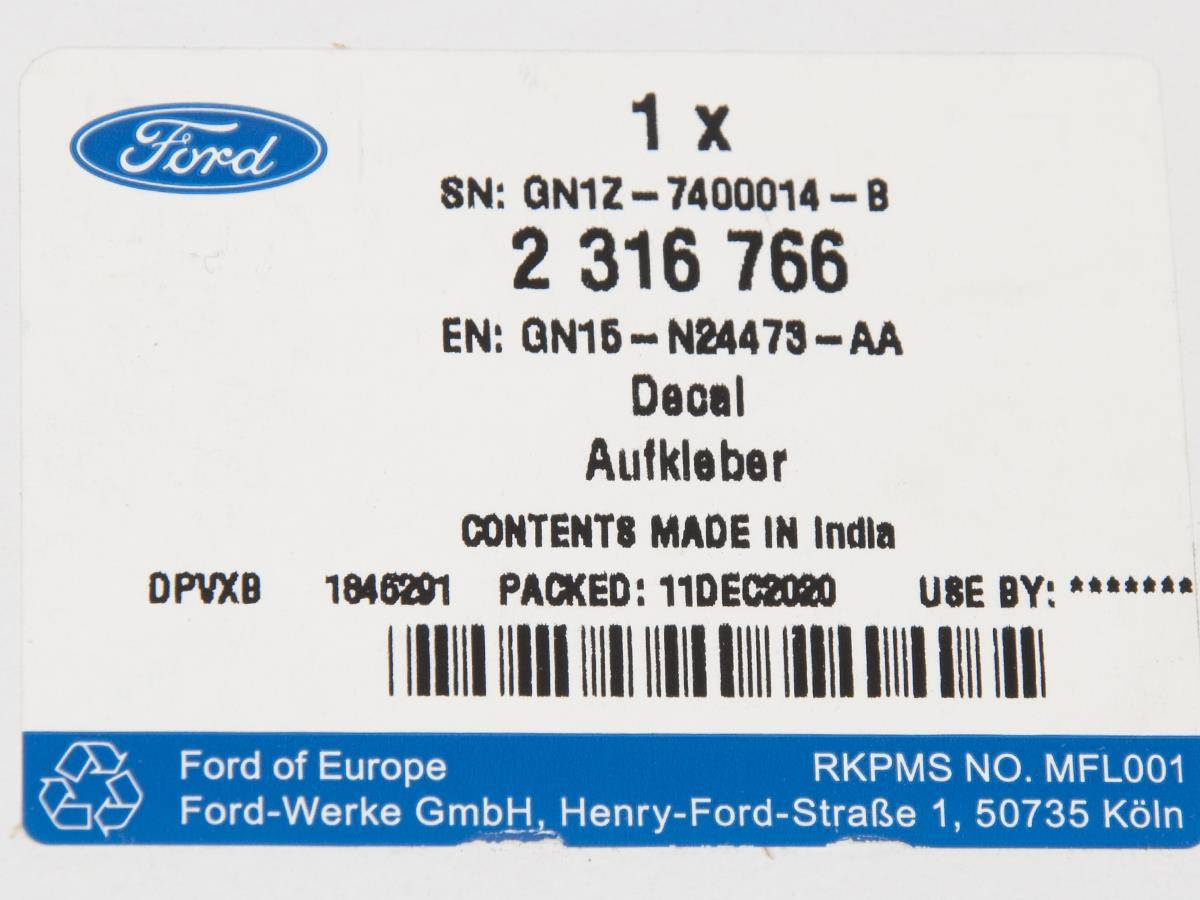 Ford
1 x
SN: GN1Z-7400014-B
2 316 766
EN: GN15-N24473-AA
Decal
Aufkleber
CONTENTS MADE IN India
DPVXB 1846291 PACKED: 11DEC2020 USE BY: *******
Ford of Europe RKPMS NO. MFL001
Ford-Werke GmbH, Henry-Ford-Straße 1, 50735 Köln